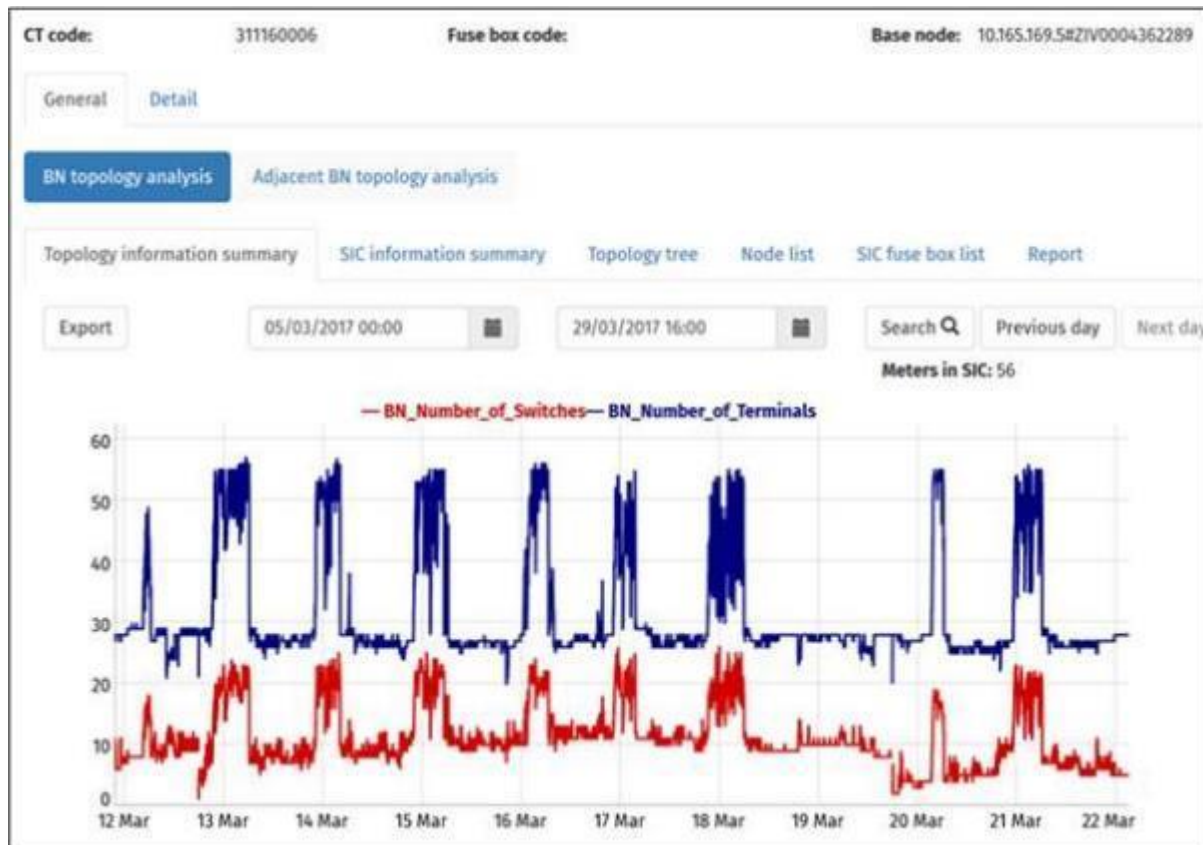 CT code: 311160006 Fuse box code: Base node: 10.165.169.5#ZIV0004362289
General Detail
BN topology analysis Adjacent BN topology analysis
Topology information summary SIC information summary Topology tree Node list SIC fuse box list Report
Export 05/03/2017 00:00 29/03/2017 16:00 Search Previous day Next day
Meters in SIC: 56
BN_Number_of_Switches BN_Number_of_Terminals
60
50
40
30
20
10
0
12 Mar 13 Mar 14 Mar 15 Mar 16 Mar 17 Mar 18 Mar 19 Mar 20 Mar 21 Mar 22 Mar